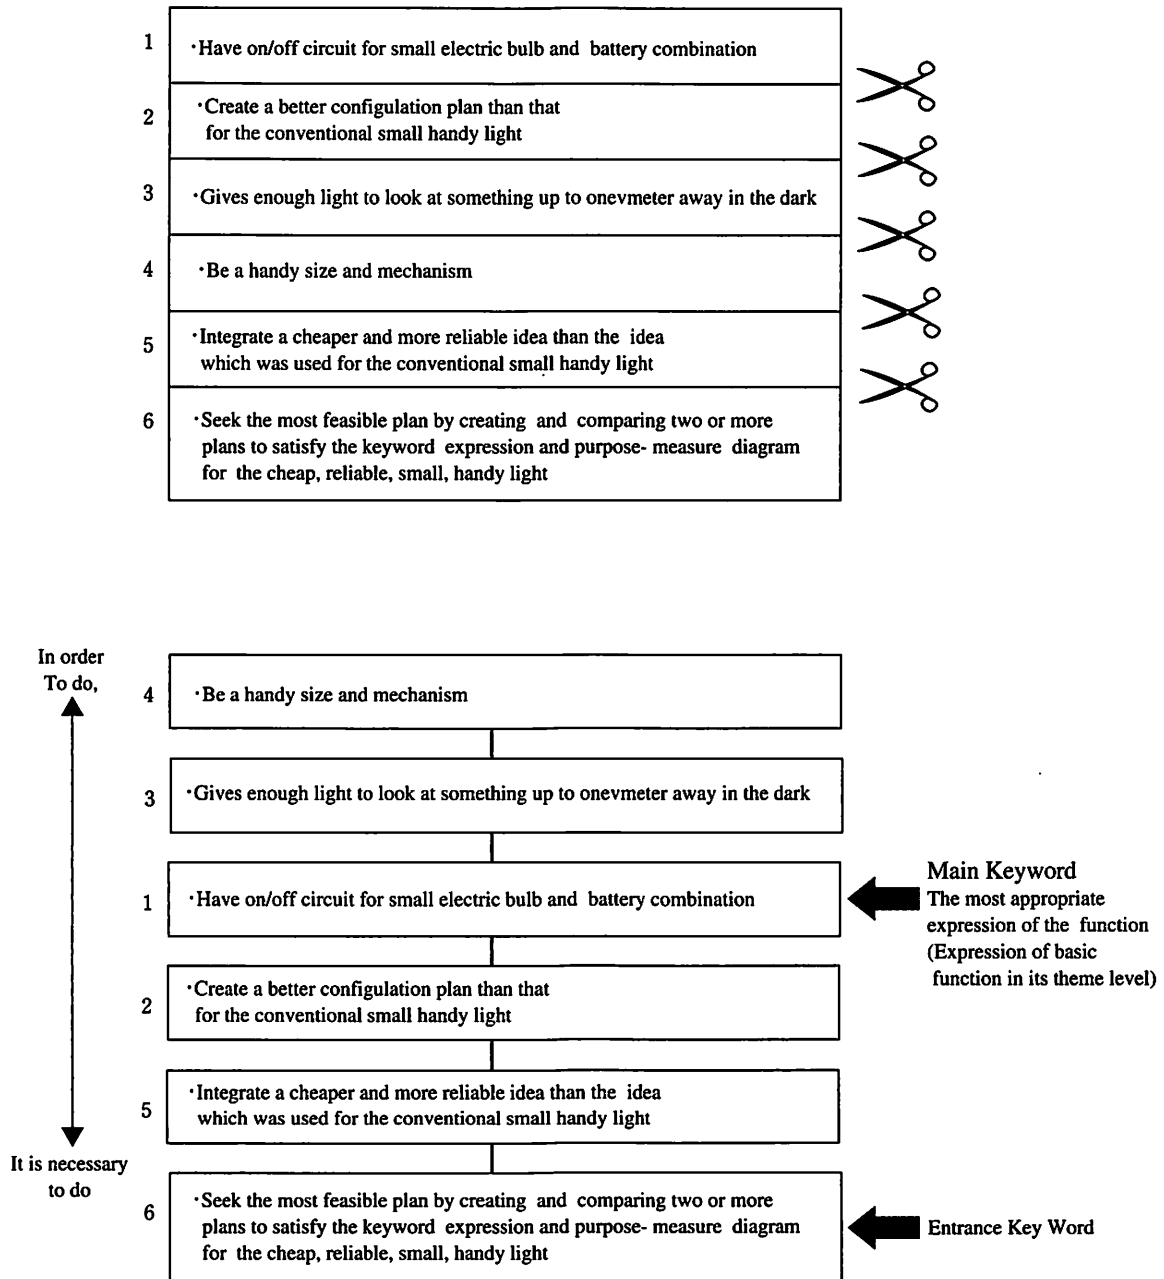 1 ·Have on/off circuit for small electric bulb and battery combination
2 ·Create a better configulation plan than that
for the conventional small handy light
3 ·Gives enough light to look at something up to onevmeter away in the dark
4 ·Be a handy size and mechanism
5 ·Integrate a cheaper and more reliable idea than the idea
which was used for the conventional small handy light
6 ·Seek the most feasible plan by creating and comparing two or more
plans to satisfy the keyword expression and purpose- measure diagram
for the cheap, reliable, small, handy light
In order
To do,
4 ·Be a handy size and mechanism
3 ·Gives enough light to look at something up to onevmeter away in the dark
1 ·Have on/off circuit for small electric bulb and battery combination
Main Keyword
The most appropriate
expression of the function
(Expression of basic
function in its theme level)
2 ·Create a better configulation plan than that
for the conventional small handy light
5 ·Integrate a cheaper and more reliable idea than the idea
which was used for the conventional small handy light
It is necessary
to do
6 ·Seek the most feasible plan by creating and comparing two or more
plans to satisfy the keyword expression and purpose- measure diagram
for the cheap, reliable, small, handy light
Entrance Key Word